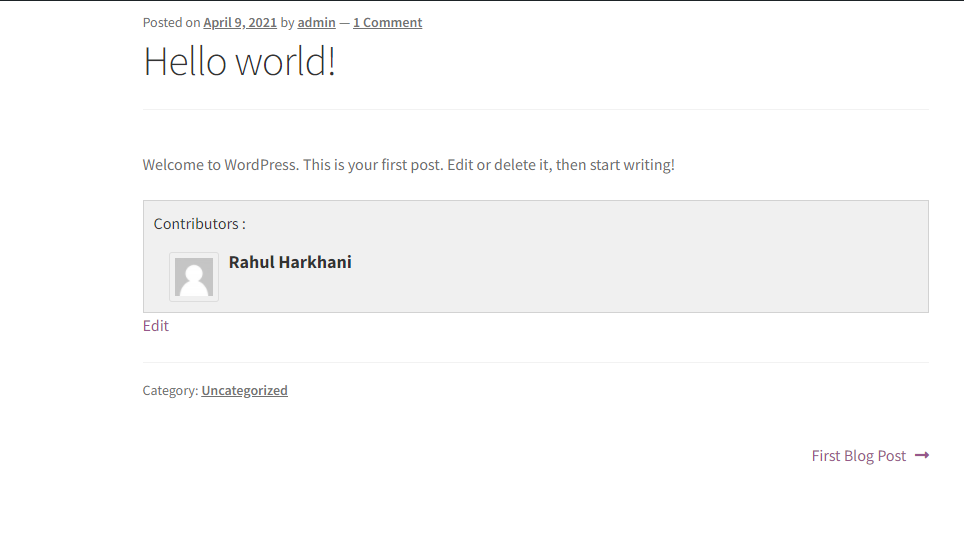 Posted on April 9, 2021 by admin — 1 Comment
Hello world!
Welcome to WordPress. This is your first post. Edit or delete it, then start writing!
Contributors :
Rahul Harkhani
Edit
Category: Uncategorized
First Blog Post →